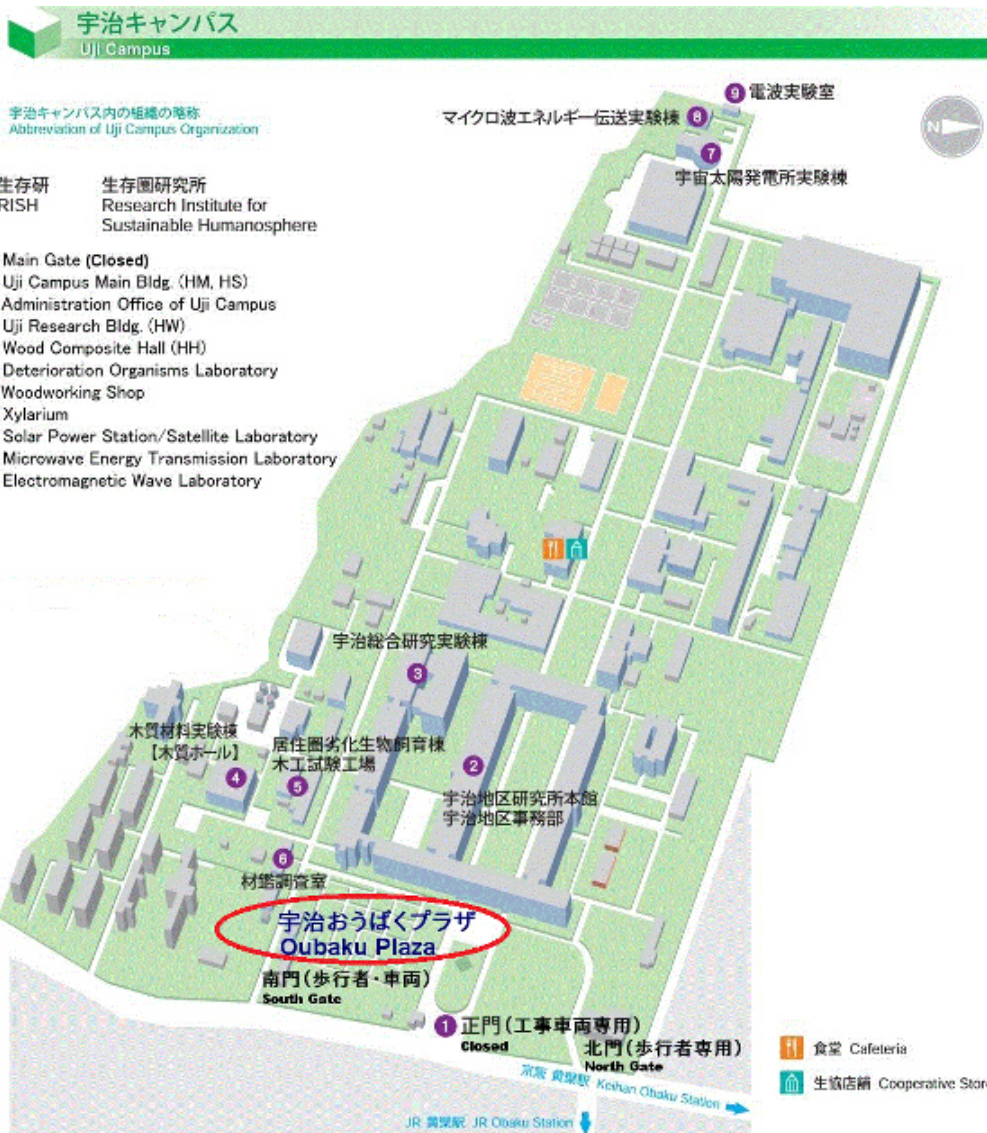 宇治キャンパス
Uji Campus
宇治キャンパス内の組織の略称
Abbreviation of Uji Campus Organization
生存研 生存圏研究所
RISH Research Institute for
Sustainable Humanosphere
Main Gate (Closed)
Uji Campus Main Bldg. (HM, HS)
Administration Office of Uji Campus
Uji Research Bldg. (HW)
Wood Composite Hall (HH)
Deterioration Organisms Laboratory
Woodworking Shop
Xylarium
Solar Power Station/Satellite Laboratory
Microwave Energy Transmission Laboratory
Electromagnetic Wave Laboratory
N
9 電波実験室
マイクロ波エネルギー伝送実験棟 8
7
宇宙太陽発電所実験棟
宇治総合研究実験棟
3
木質材料実験棟
【木質ホール】
4
居住圏劣化生物飼育棟
木工試験工場
5
2
宇治地区研究所本館
宇治地区事務部
6
材鑑調査室
宇治おうばくプラザ
Oubaku Plaza
南門(歩行者・車両)
South Gate
1 正門(工事車両専用)
Closed
北門(歩行者専用)
North Gate
京阪 黄檗駅 Keihan Obaku Station
JR 黄檗駅 JR Obaku Station
食堂 Cafeteria
生協店舗 Cooperative Store